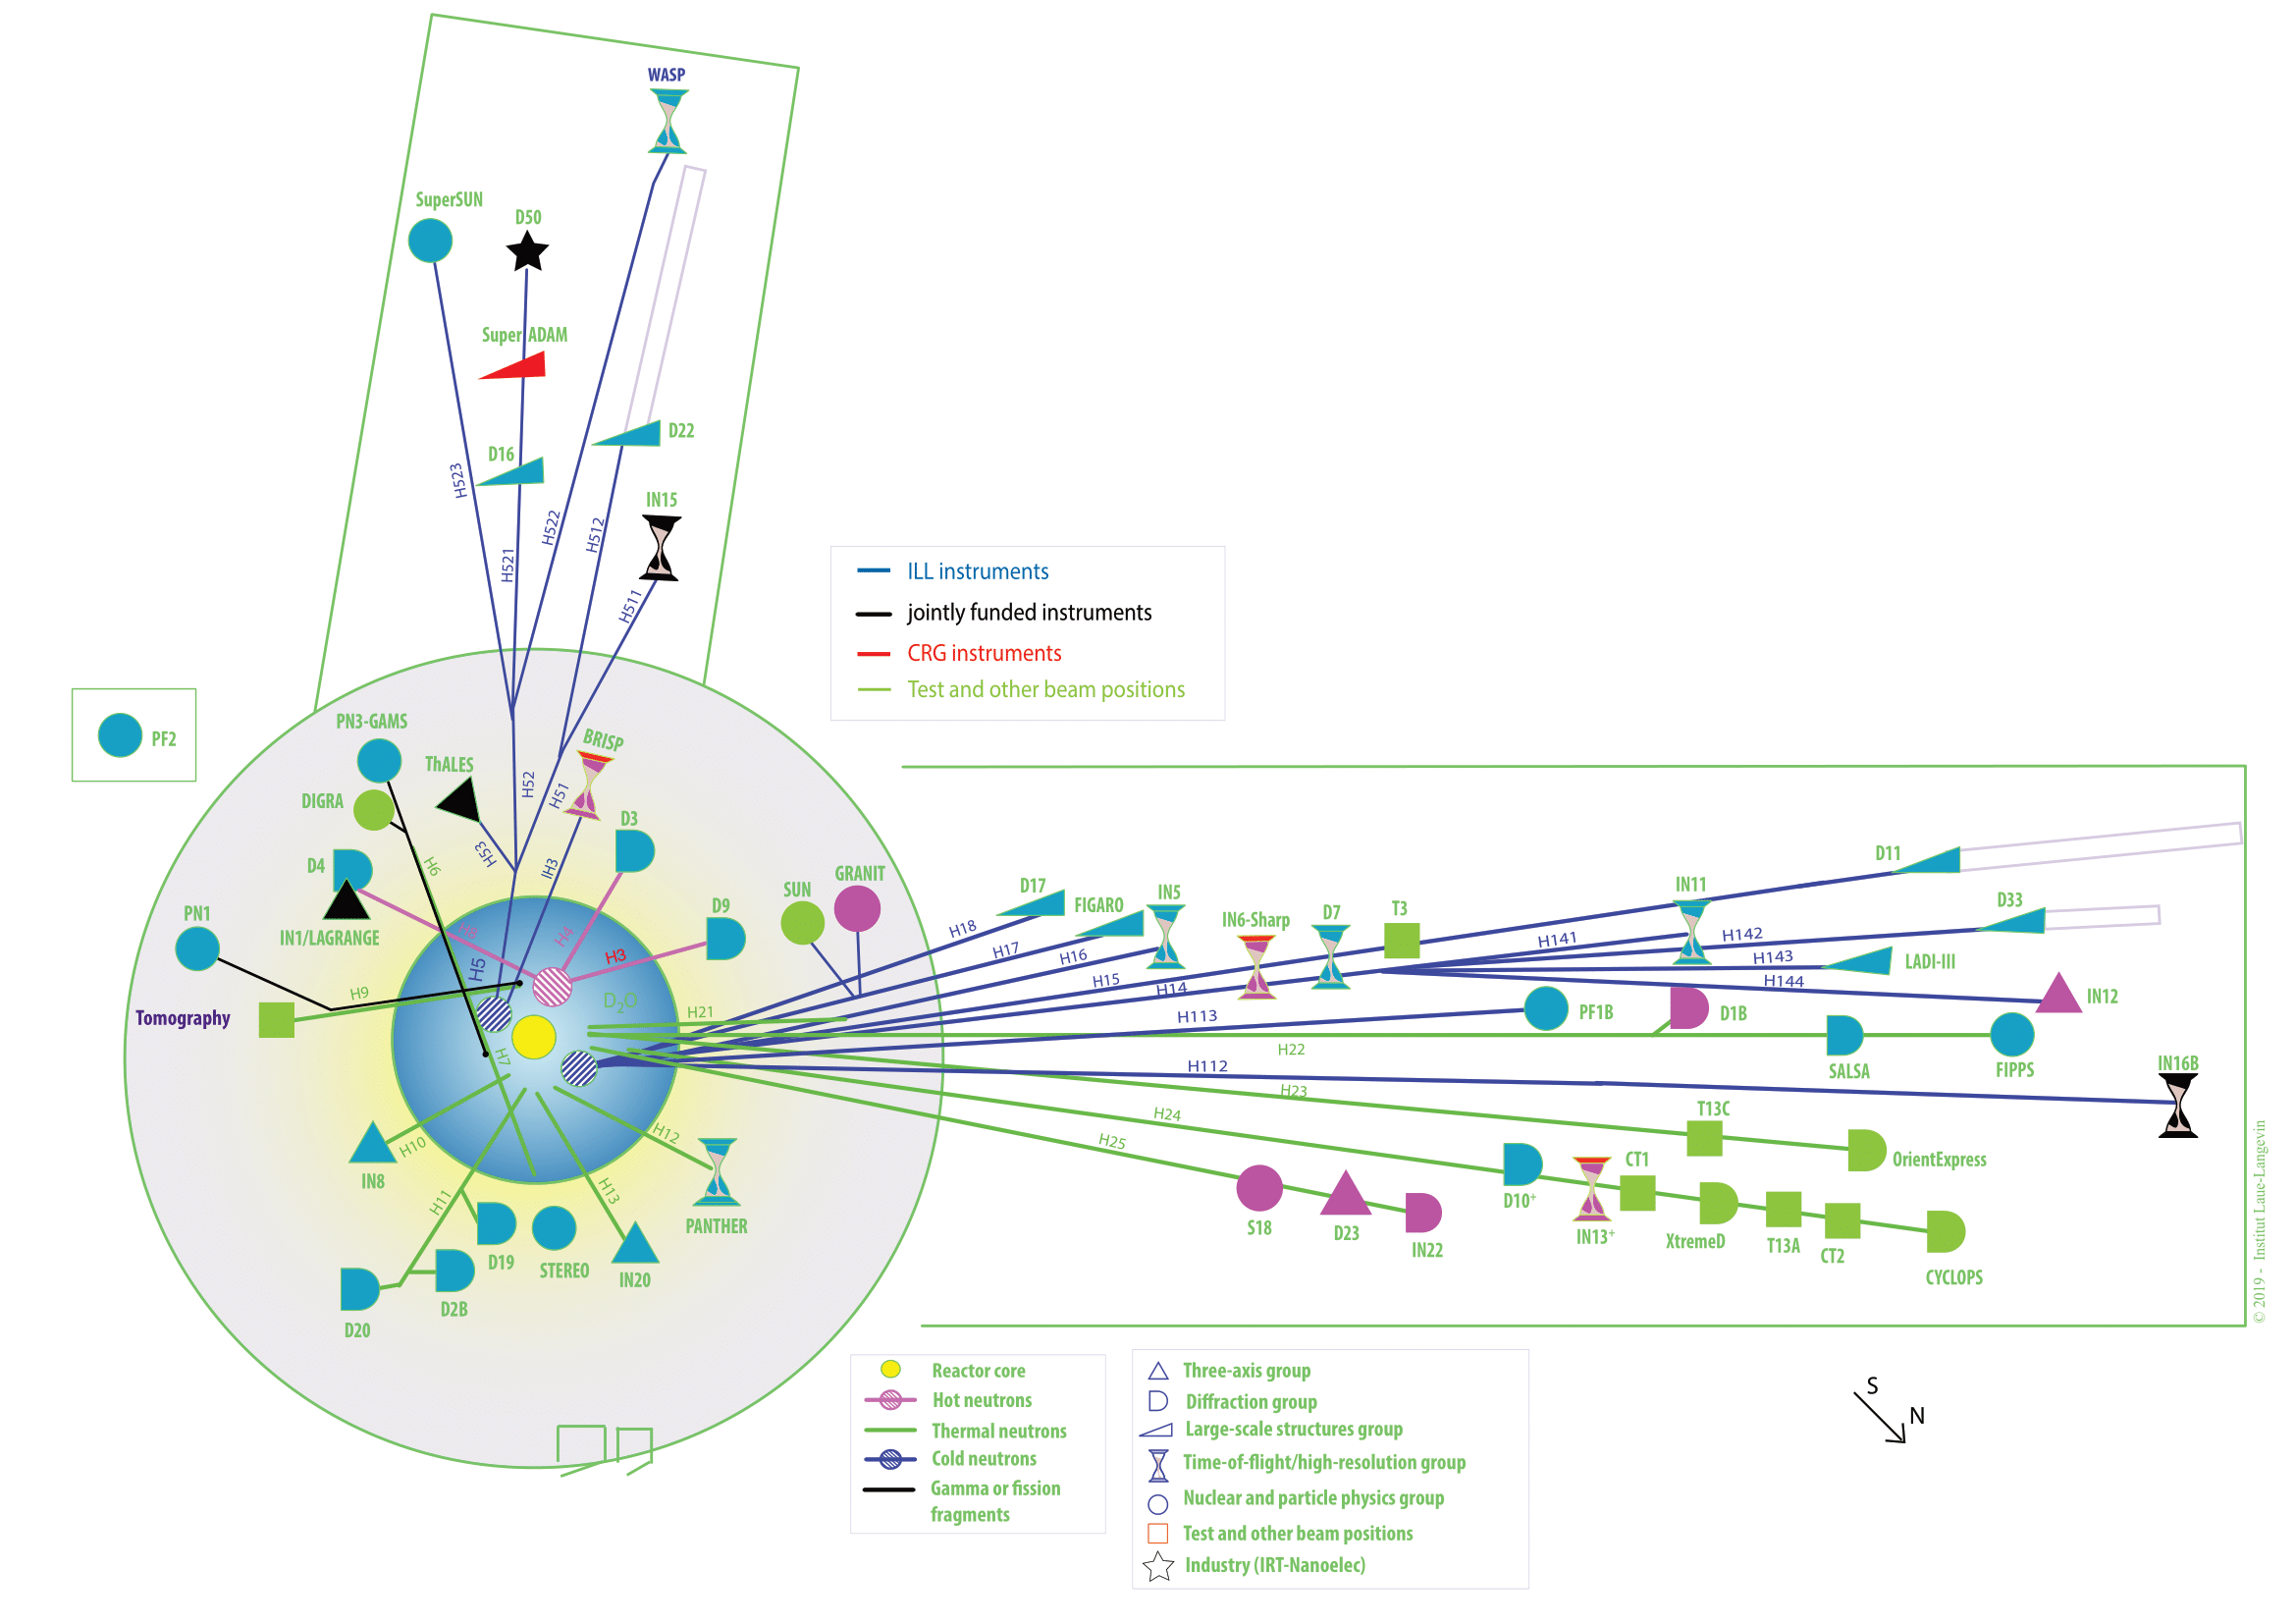 WASP
SuperSUN
D50
Super ADAM
D22
D16
IN15
H523
H522
H512
H521
H511
ILL instruments
jointly funded instruments
CRG instruments
Test and other beam positions
PF2
PN3-GAMS
BRISP
ThALES
H52
H51
DIGRA
D3
H53
IH3
H6
D4
GRANIT
SUN
D9
PN1
IN1/LAGRANGE
H8
H4
H3
H5
H9
D2O
Tomography
H21
H7
D17
FIGARO
IN5
IN6-Sharp
D7
T3
IN11
D11
D33
H18
H17
H16
H15
H14
H141
H142
H143
H144
LADI-III
IN12
H113
PF1B
D1B
H22
SALSA
FIPPS
H112
IN16B
H23
H24
H25
T13C
OrientExpress
CT1
D10+
IN13+
XtremeD
T13A
CT2
CYCLOPS
S18
D23
IN22
H10
H12
IN8
H11
H13
PANTHER
D19
STEREO
IN20
D2B
D20
© 2019 - Institut Laue-Langevin
Reactor core
Hot neutrons
Thermal neutrons
Cold neutrons
Gamma or fission
fragments
Three-axis group
Diffraction group
Large-scale structures group
Time-of-flight/high-resolution group
Nuclear and particle physics group
Test and other beam positions
Industry (IRT-Nanoelec)
S
N